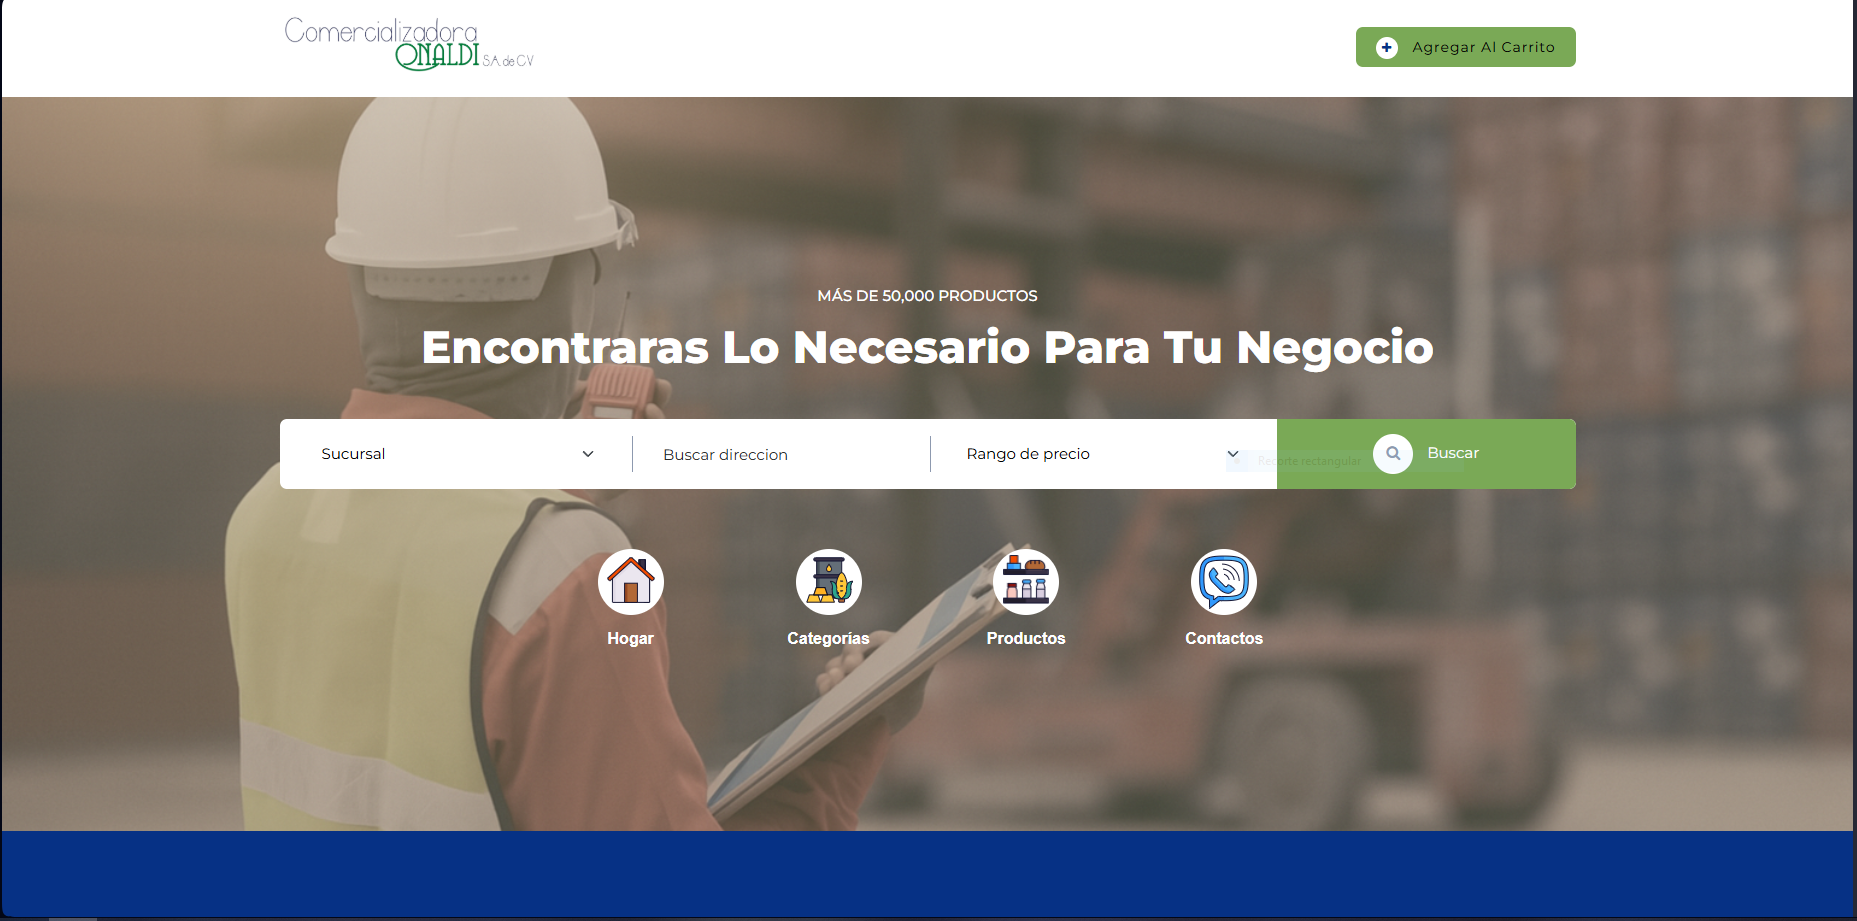 Comercializadora
ONALDI S.A. de C.V
Agregar Al Carrito
MÁS DE 50,000 PRODUCTOS
Encontraras Lo Necesario Para Tu Negocio
Sucursal
Buscar direccion
Rango de precio
Recorte rectangular
Buscar
Hogar
Categorías
Productos
Contactos